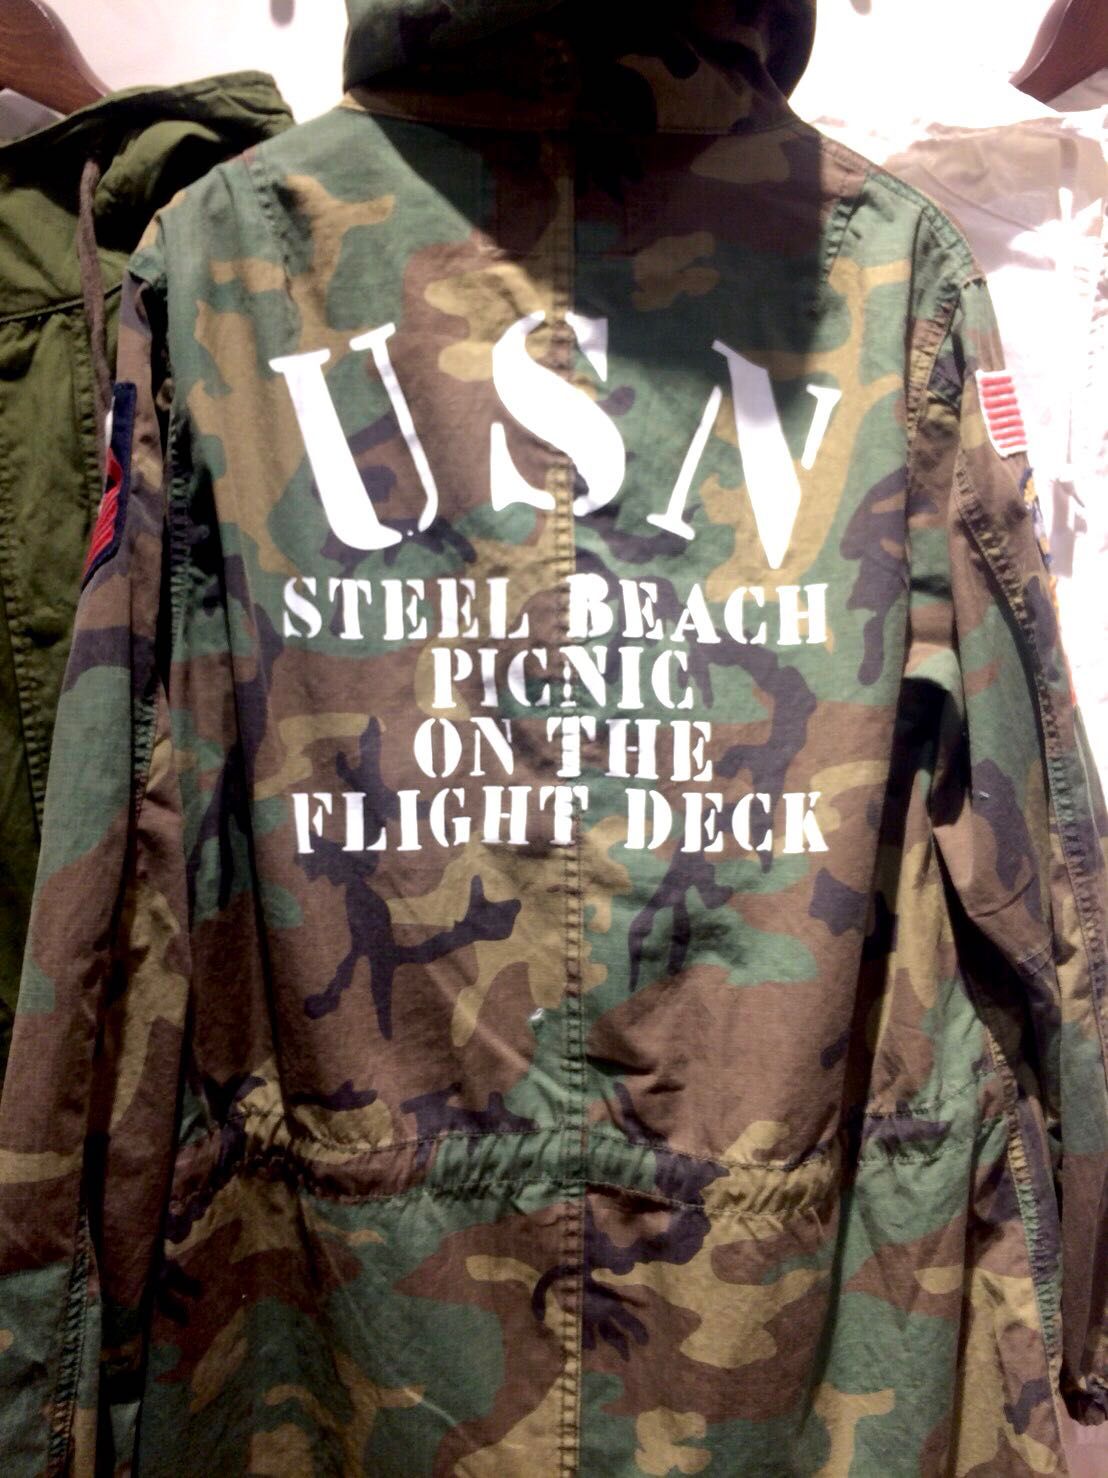 USN
STEEL BEACH
PICNIC
ON THE
FLIGHT DECK